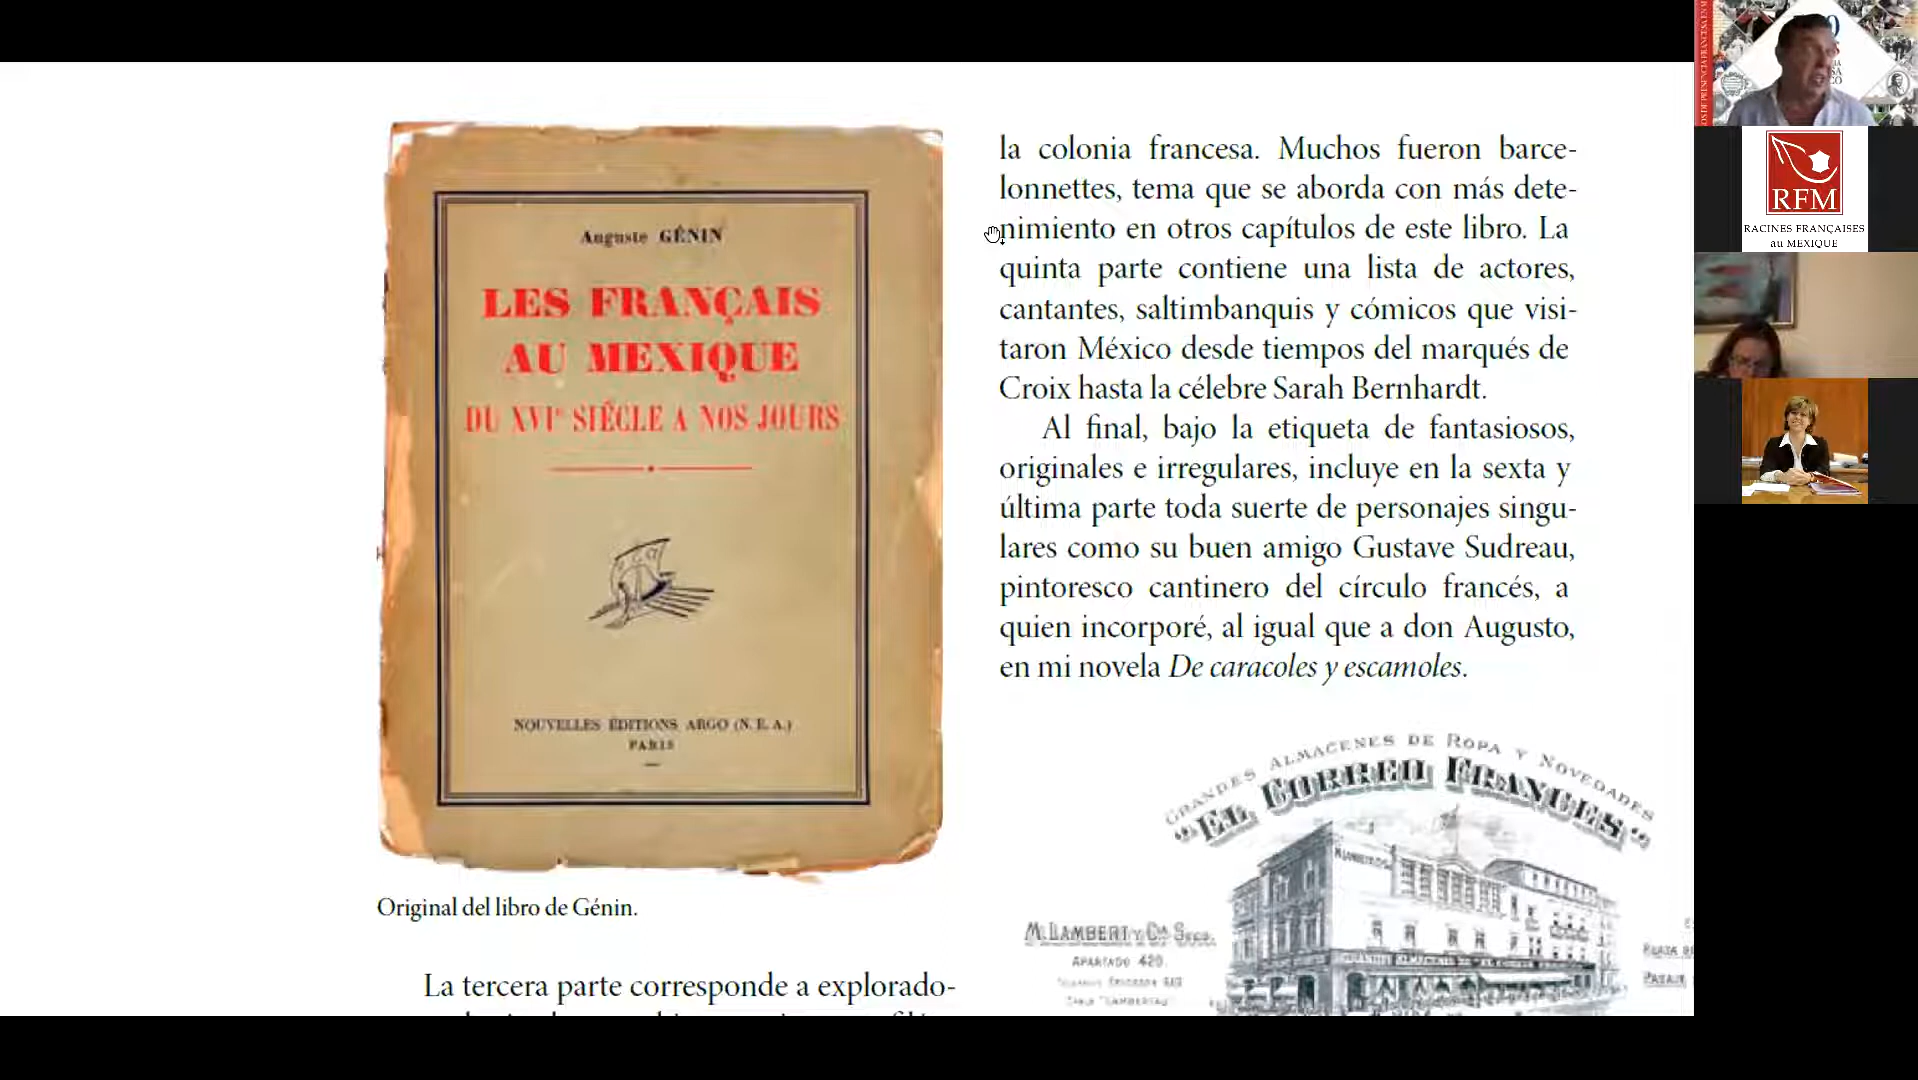 Auguste GÉNIN
LES FRANÇAIS
AU MEXIQUE
DU XVIe SIÈCLE A NOS JOURS
NOUVELLES ÉDITIONS ARGO (N. E. A.)
PARIS
Original del libro de Génin.
La tercera parte corresponde a explorado-
la colonia francesa. Muchos fueron barce-
lonnettes, tema que se aborda con más dete-
nimiento en otros capítulos de este libro. La
quinta parte contiene una lista de actores,
cantantes, saltimbanquis y cómicos que visi-
taron México desde tiempos del marqués de
Croix hasta la célebre Sarah Bernhardt.
Al final, bajo la etiqueta de fantasiosos,
originales e irregulares, incluye en la sexta y
última parte toda suerte de personajes singu-
lares como su buen amigo Gustave Sudreau,
pintoresco cantinero del círculo francés, a
quien incorporé, al igual que a don Augusto,
en mi novela De caracoles y escamoles.
GRANDES ALMACENES DE ROPA Y NOVEDADES
"EL CORREO FRANCES"
M. LAMBERT Y Cª Sucs.
APARTADO 420.
RFM
RACINES FRANÇAISES
au MEXIQUE